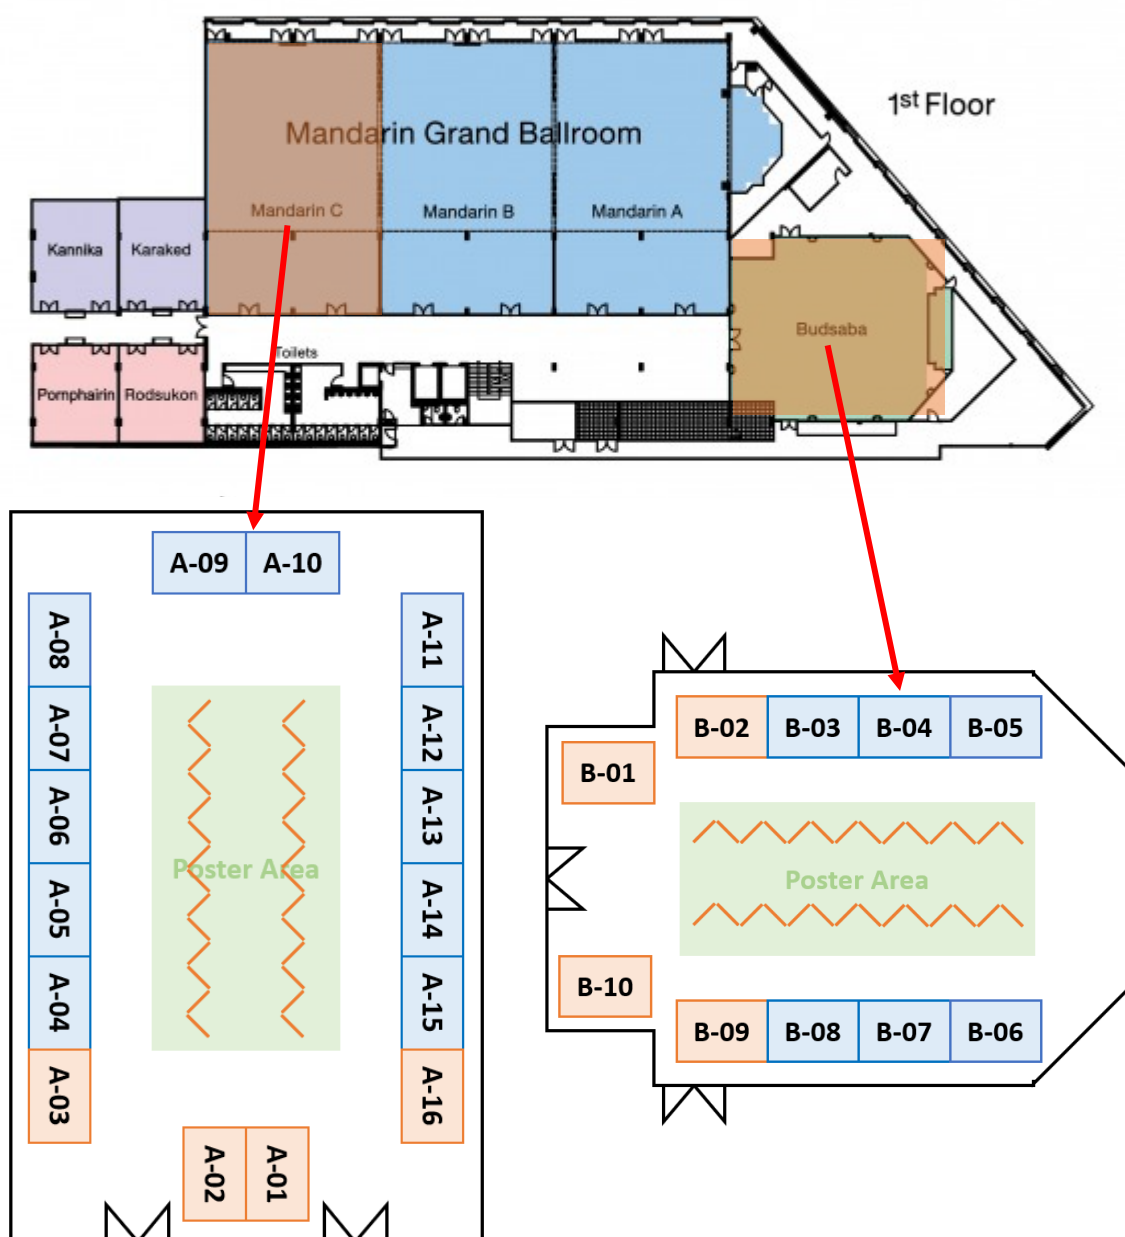 1st Floor
Mandarin Grand Ballroom
Mandarin C
Mandarin B
Mandarin A
Kannika
Karaked
Budsaba
Toilets
Pornphairin
Rodsukon
A-09
A-10
A-08
A-11
A-07
A-12
A-06
A-13
A-05
A-14
A-04
A-15
A-03
A-16
Poster Area
A-02
A-01
B-02
B-03
B-04
B-05
B-01
Poster Area
B-10
B-09
B-08
B-07
B-06